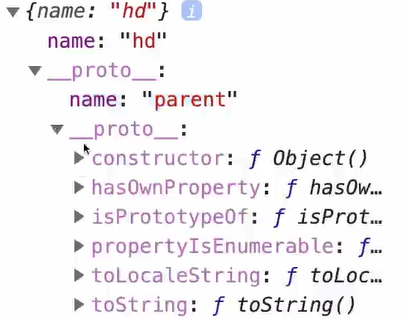 {name: "hd"} i
name: "hd"
__proto__:
name: "parent"
__proto__:
constructor: ƒ Object()
hasOwnProperty: ƒ hasOw…
isPrototypeOf: ƒ isProt…
propertyIsEnumerable: ƒ…
toLocaleString: ƒ toLoc…
toString: ƒ toString()